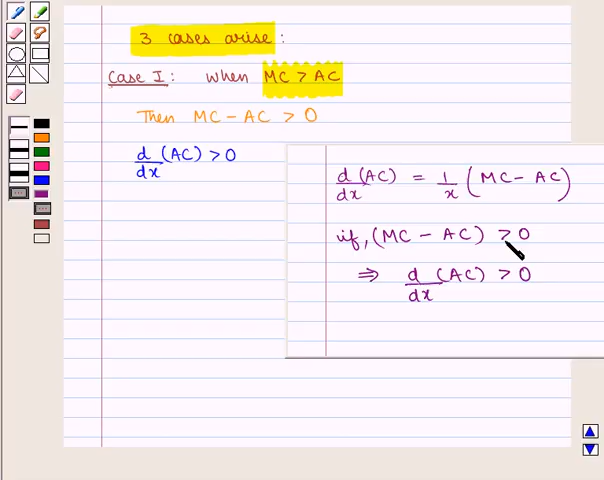 3 cases arise :
Case I : when MC > AC
Then MC - AC > 0
d/dx (AC) > 0
d/dx (AC) = 1/x (MC - AC)
if, (MC - AC) > 0
⇒ d/dx (AC) > 0